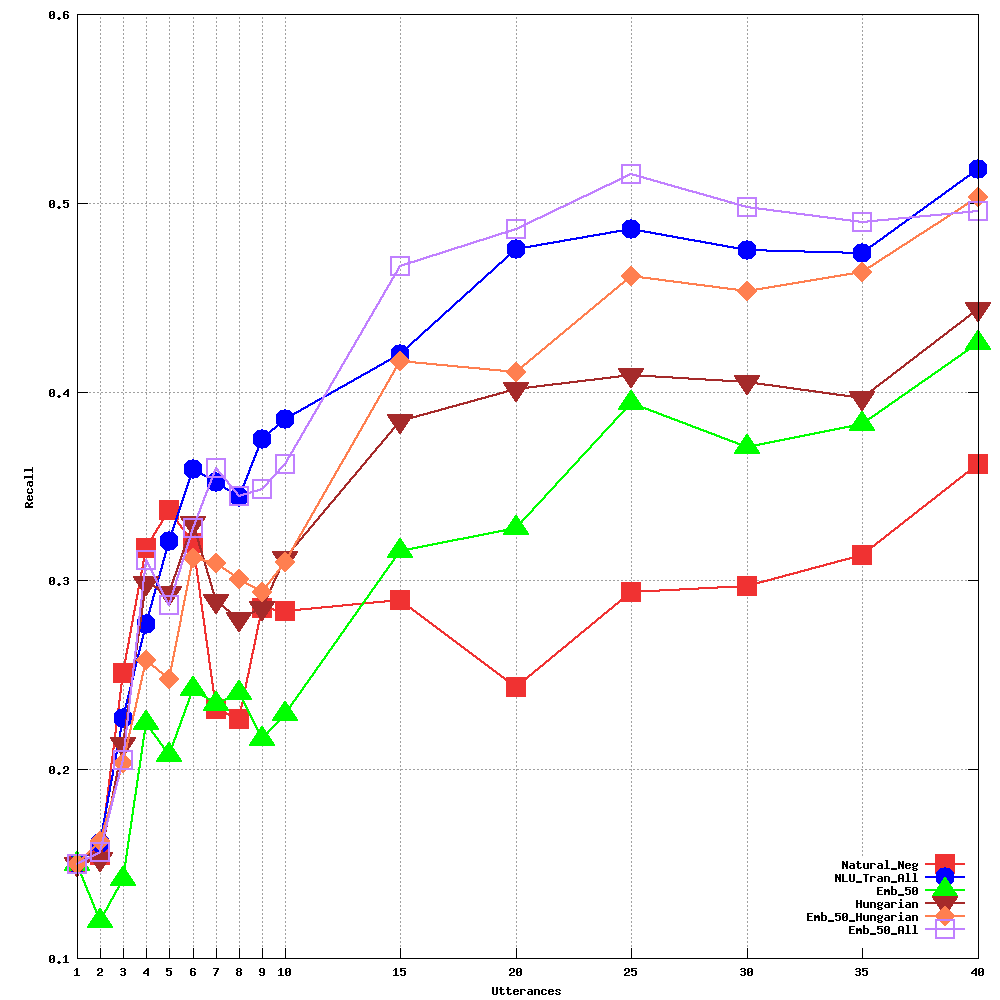 0.6
0.5
0.4
0.3
0.2
0.1
Recall
1 2 3 4 5 6 7 8 9 10 15 20 25 30 35 40
Utterances
Natural_Neg
NLU_Tran_All
Emb_50
Hungarian
Emb_50_Hungarian
Emb_50_All